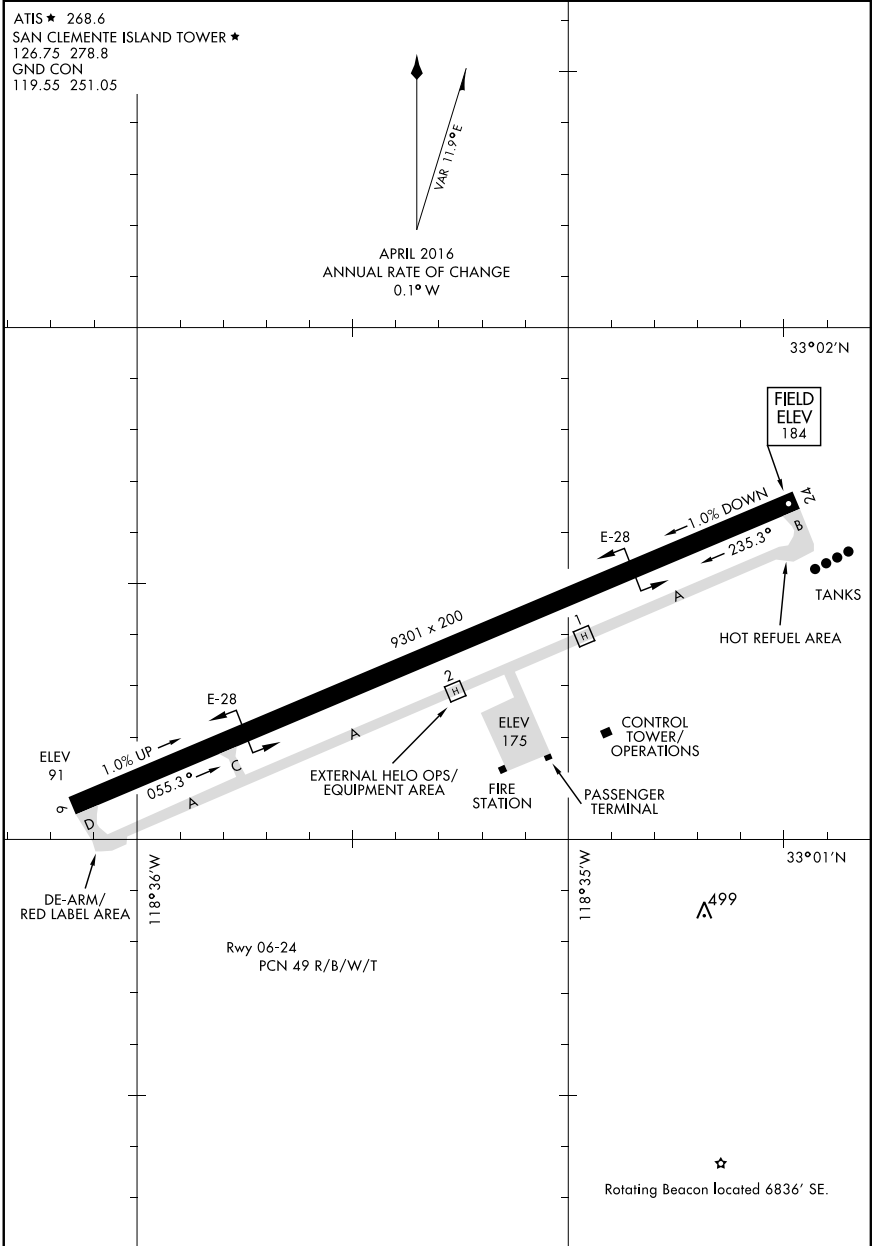 ATIS ★ 268.6
SAN CLEMENTE ISLAND TOWER ★
126.75 278.8
GND CON
119.55 251.05
VAR 11.9° E
APRIL 2016
ANNUAL RATE OF CHANGE
0.1° W
33°02'N
FIELD
ELEV
184
24
1.0% DOWN
B
235.3°
E-28
A
TANKS
HOT REFUEL AREA
9301 x 200
1
H
2
H
E-28
A
ELEV
175
CONTROL
TOWER/
OPERATIONS
ELEV
91
1.0% UP
055.3°
C
EXTERNAL HELO OPS/
EQUIPMENT AREA
FIRE
STATION
PASSENGER
TERMINAL
6
D
A
33°01'N
118°36'W
118°35'W
DE-ARM/
RED LABEL AREA
499
Rwy 06-24
PCN 49 R/B/W/T
Rotating Beacon located 6836' SE.